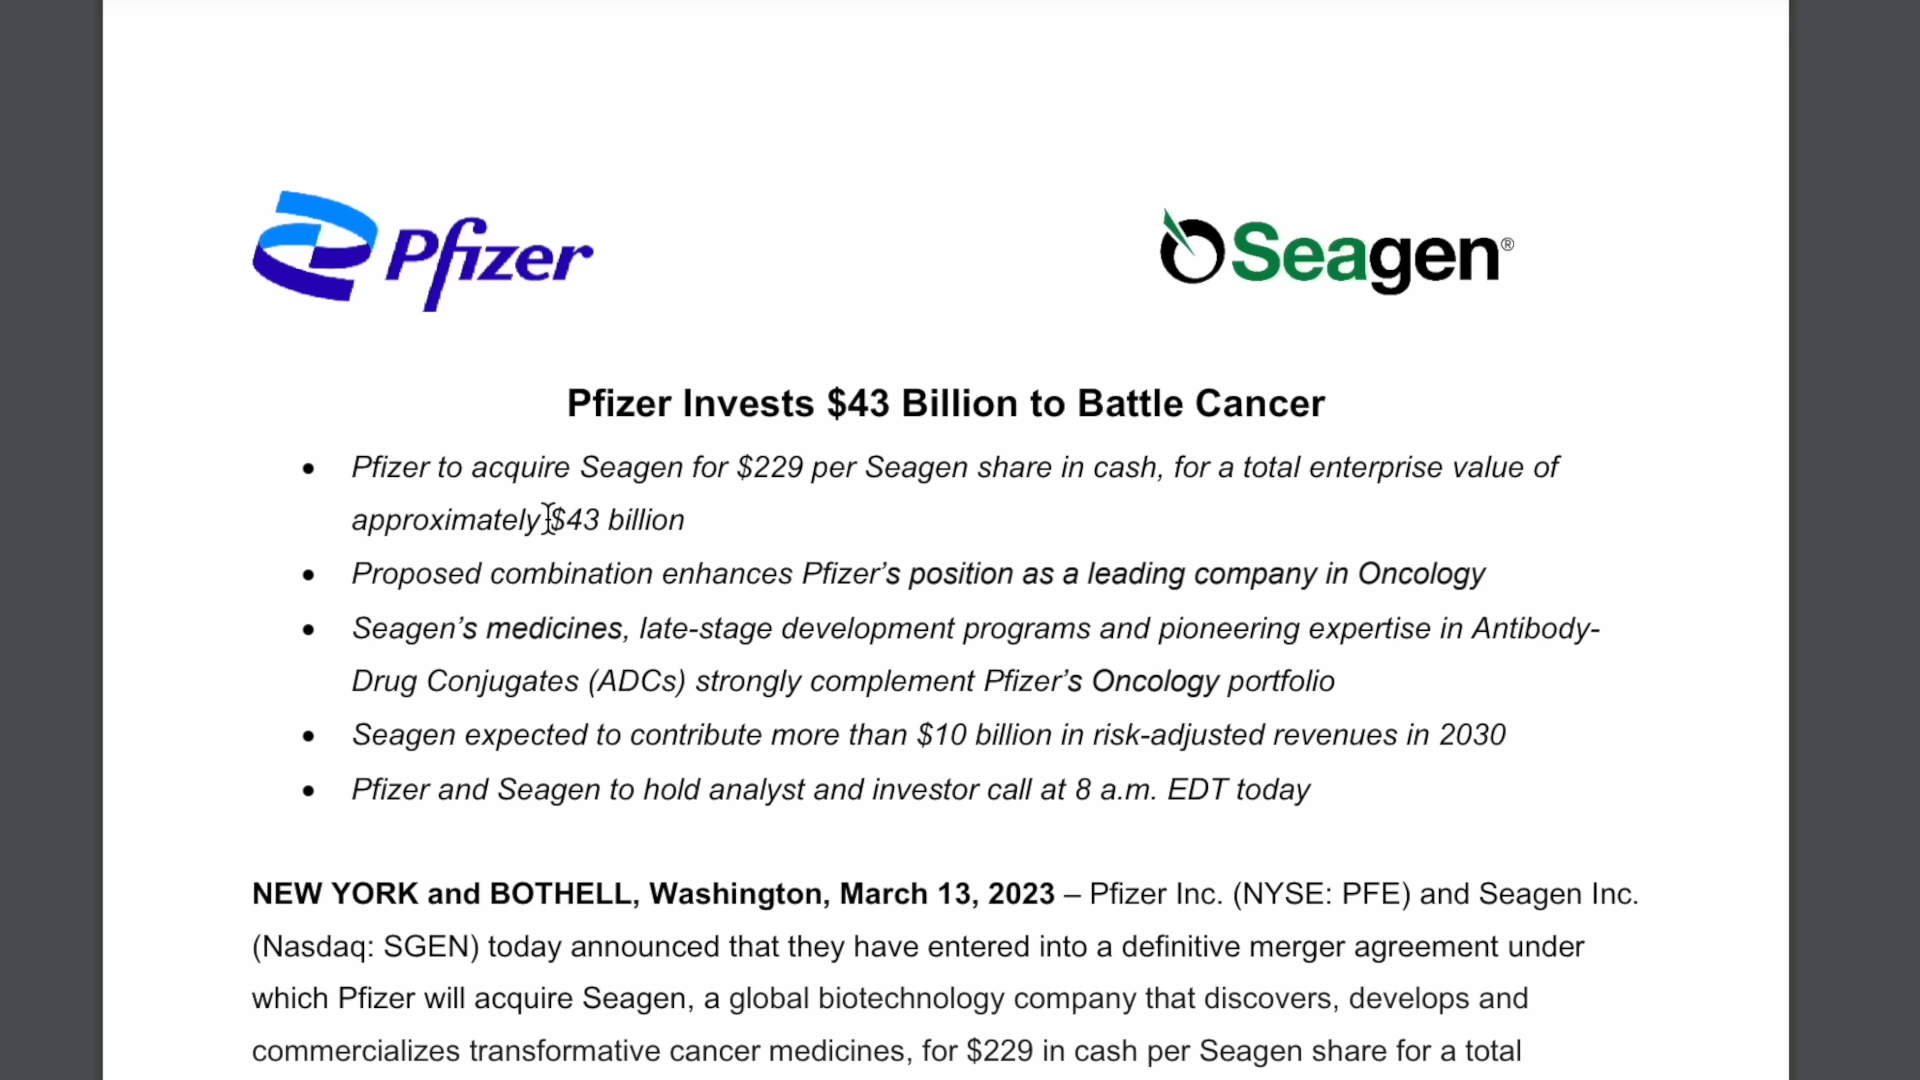 Pfizer
Seagen®
Pfizer Invests $43 Billion to Battle Cancer
• Pfizer to acquire Seagen for $229 per Seagen share in cash, for a total enterprise value of
approximately $43 billion
• Proposed combination enhances Pfizer’s position as a leading company in Oncology
• Seagen’s medicines, late-stage development programs and pioneering expertise in Antibody-
Drug Conjugates (ADCs) strongly complement Pfizer’s Oncology portfolio
• Seagen expected to contribute more than $10 billion in risk-adjusted revenues in 2030
• Pfizer and Seagen to hold analyst and investor call at 8 a.m. EDT today
NEW YORK and BOTHELL, Washington, March 13, 2023 – Pfizer Inc. (NYSE: PFE) and Seagen Inc.
(Nasdaq: SGEN) today announced that they have entered into a definitive merger agreement under
which Pfizer will acquire Seagen, a global biotechnology company that discovers, develops and
commercializes transformative cancer medicines, for $229 in cash per Seagen share for a total